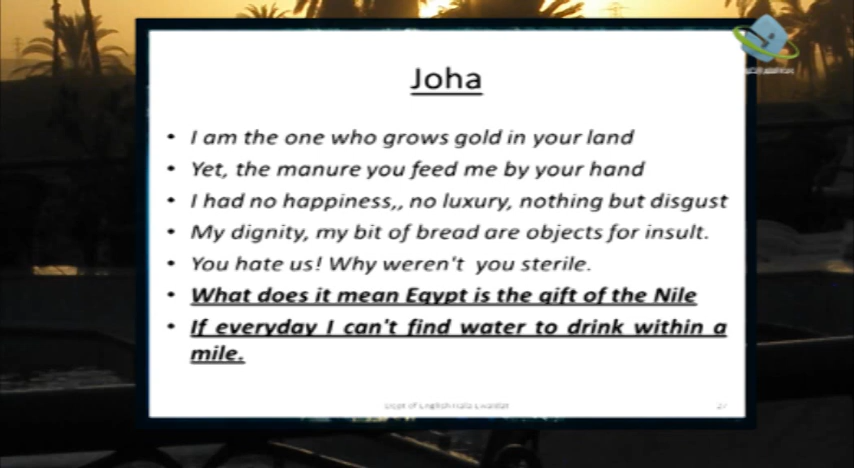 Joha
• I am the one who grows gold in your land
• Yet, the manure you feed me by your hand
• I had no happiness,, no luxury, nothing but disgust
• My dignity, my bit of bread are objects for insult.
• You hate us! Why weren't you sterile.
• What does it mean Egypt is the gift of the Nile
• If everyday I can't find water to drink within a
mile.
27